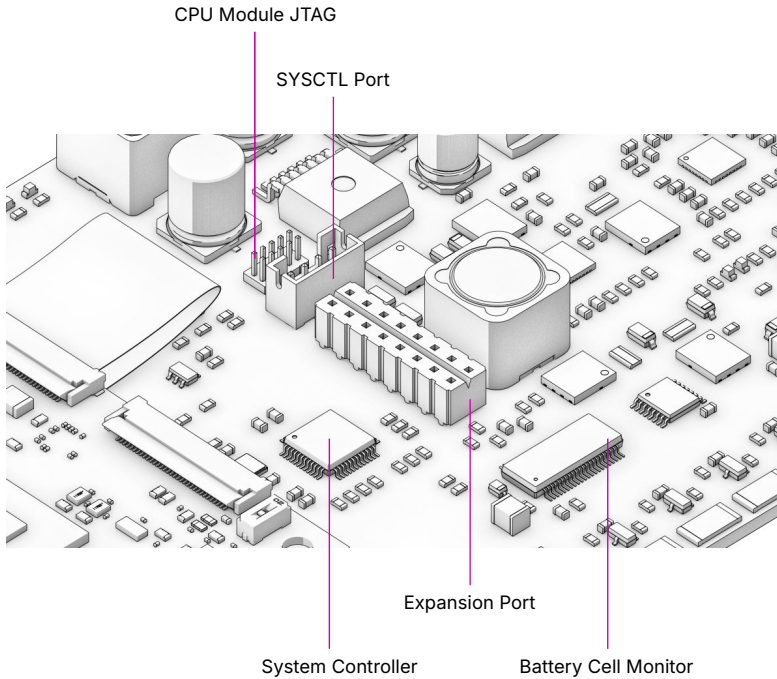 CPU Module JTAG
SYSCTL Port
Expansion Port
System Controller
Battery Cell Monitor